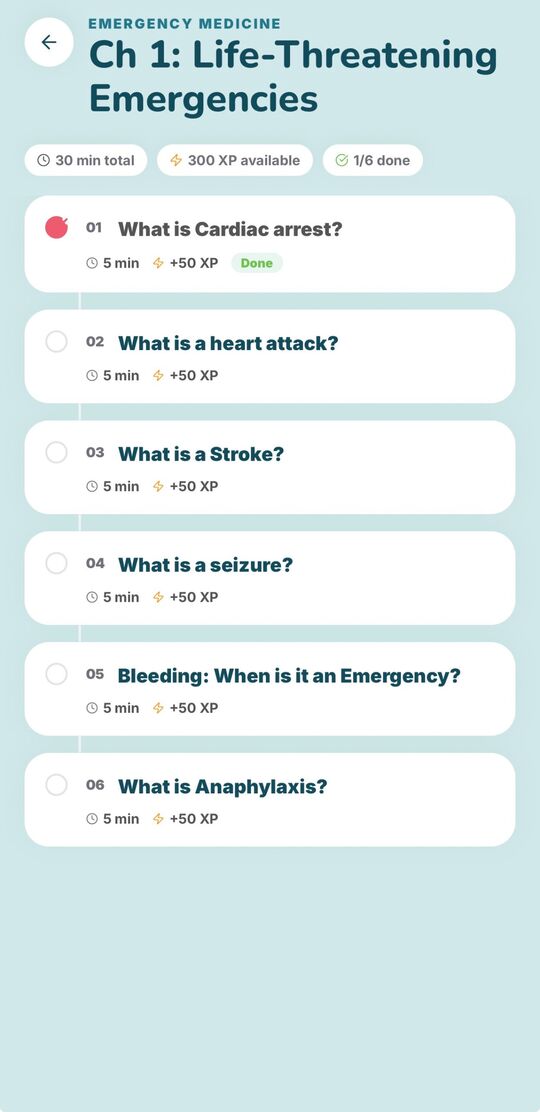 EMERGENCY MEDICINE
Ch 1: Life-Threatening
Emergencies
30 min total
300 XP available
1/6 done
01 What is Cardiac arrest?
5 min +50 XP Done
02 What is a heart attack?
5 min +50 XP
03 What is a Stroke?
5 min +50 XP
04 What is a seizure?
5 min +50 XP
05 Bleeding: When is it an Emergency?
5 min +50 XP
06 What is Anaphylaxis?
5 min +50 XP